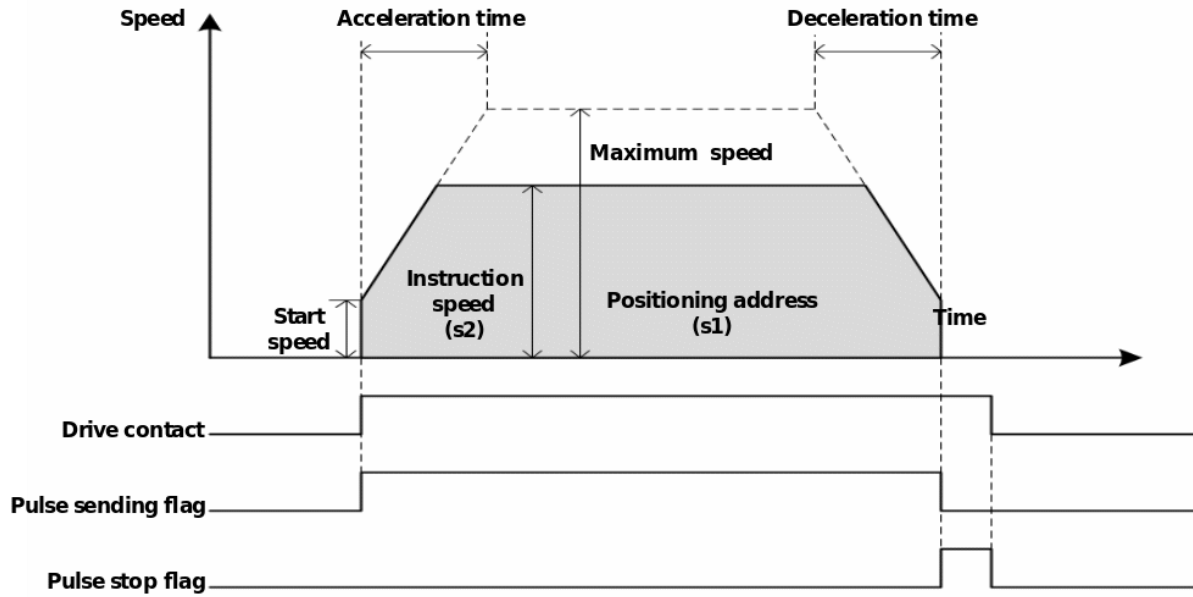 Speed
Acceleration time
Deceleration time
Maximum speed
Instruction
speed
(s2)
Positioning address
(s1)
Start
speed
Time
Drive contact
Pulse sending flag
Pulse stop flag